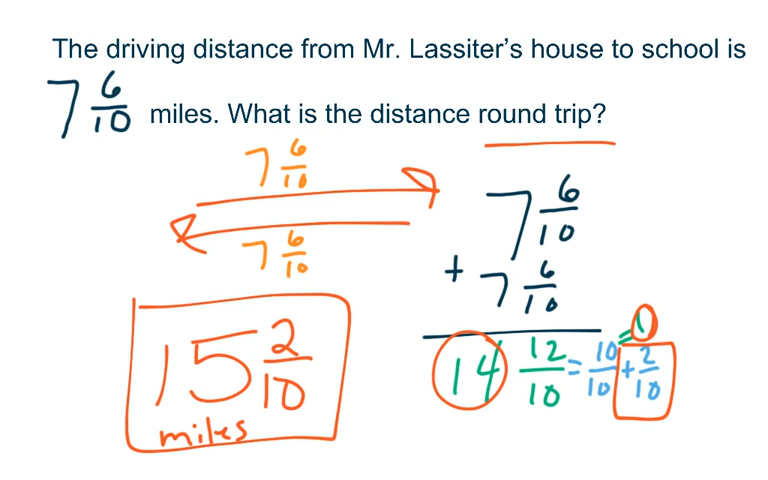 The driving distance from Mr. Lassiter's house to school is
7 6/10 miles. What is the distance round trip?
7 6/10
7 6/10
7 6/10
+ 7 6/10
14 12/10 = 10/10 + 2/10
= 1
15 2/10
miles